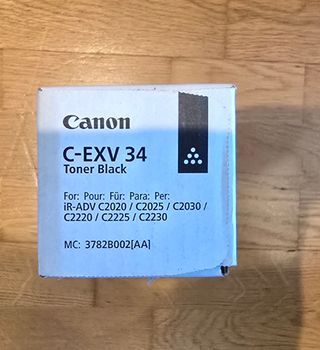 Canon
C-EXV 34
Toner Black
For: Pour: Für: Para: Per:
iR-ADV C2020 / C2025 / C2030 /
C2220 / C2225 / C2230
MC: 3782B002[AA]